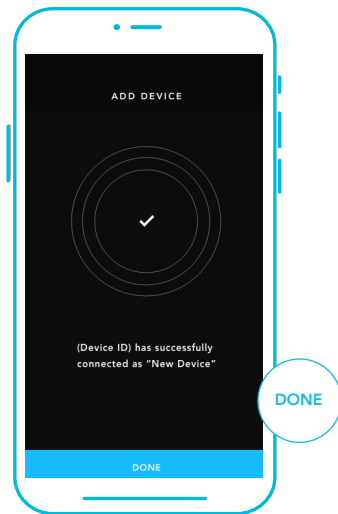 ADD DEVICE
(Device ID) has successfully
connected as “New Device”
DONE
DONE